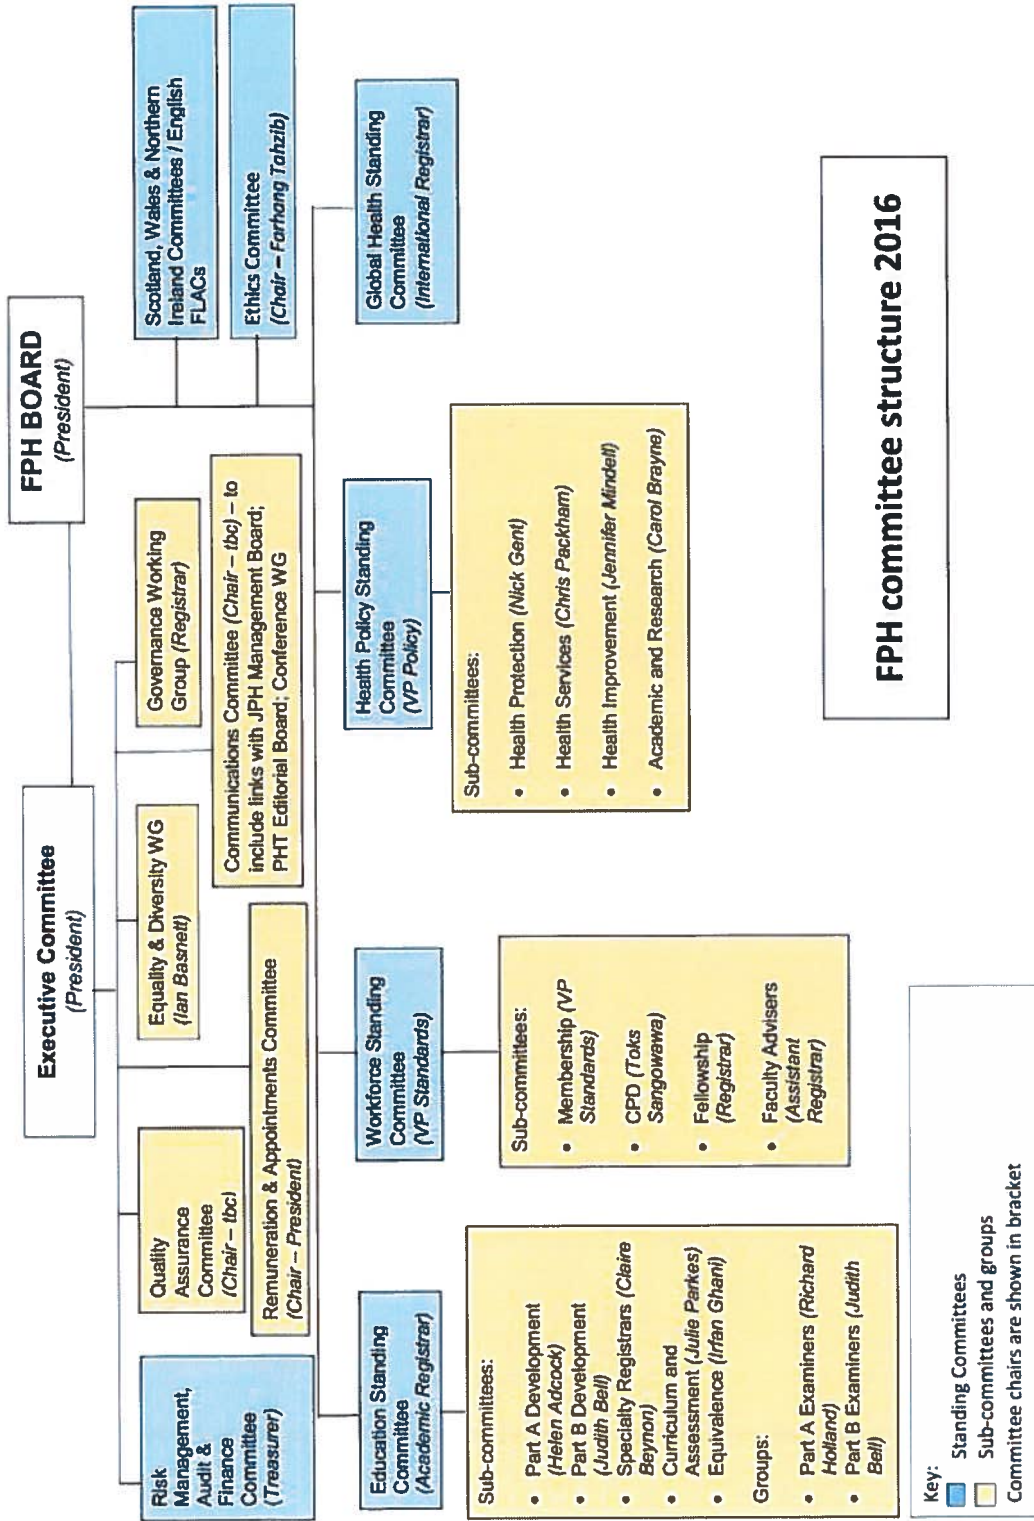 FPH BOARD
(President)
Executive Committee
(President)
Risk
Management,
Audit &
Finance
Committee
(Treasurer)
Quality
Assurance
Committee
(Chair – tbc)
Equality & Diversity WG
(Ian Basnett)
Governance Working
Group (Registrar)
Scotland, Wales & Northern
Ireland Committees / English
FLACs
Remuneration & Appointments Committee
(Chair – President)
Communications Committee (Chair – tbc) – to
include links with JPH Management Board;
PHT Editorial Board; Conference WG
Ethics Committee
(Chair – Farhang Tahzib)
Education Standing
Committee
(Academic Registrar)
Workforce Standing
Committee
(VP Standards)
Health Policy Standing
Committee
(VP Policy)
Global Health Standing
Committee
(International Registrar)
Sub-committees:
• Part A Development
(Helen Adcock)
• Part B Development
(Judith Bell)
• Specialty Registrars (Claire
Beynon)
• Curriculum and
Assessment (Julie Parkes)
• Equivalence (Irfan Ghani)
Groups:
• Part A Examiners (Richard
Holland)
• Part B Examiners (Judith
Bell)
Sub-committees:
• Membership (VP
Standards)
• CPD (Toks
Sangowawa)
• Fellowship
(Registrar)
• Faculty Advisers
(Assistant
Registrar)
Sub-committees:
• Health Protection (Nick Gent)
• Health Services (Chris Packham)
• Health Improvement (Jennifer Mindell)
• Academic and Research (Carol Brayne)
Key:
Standing Committees
Sub-committees and groups
Committee chairs are shown in bracket
FPH committee structure 2016